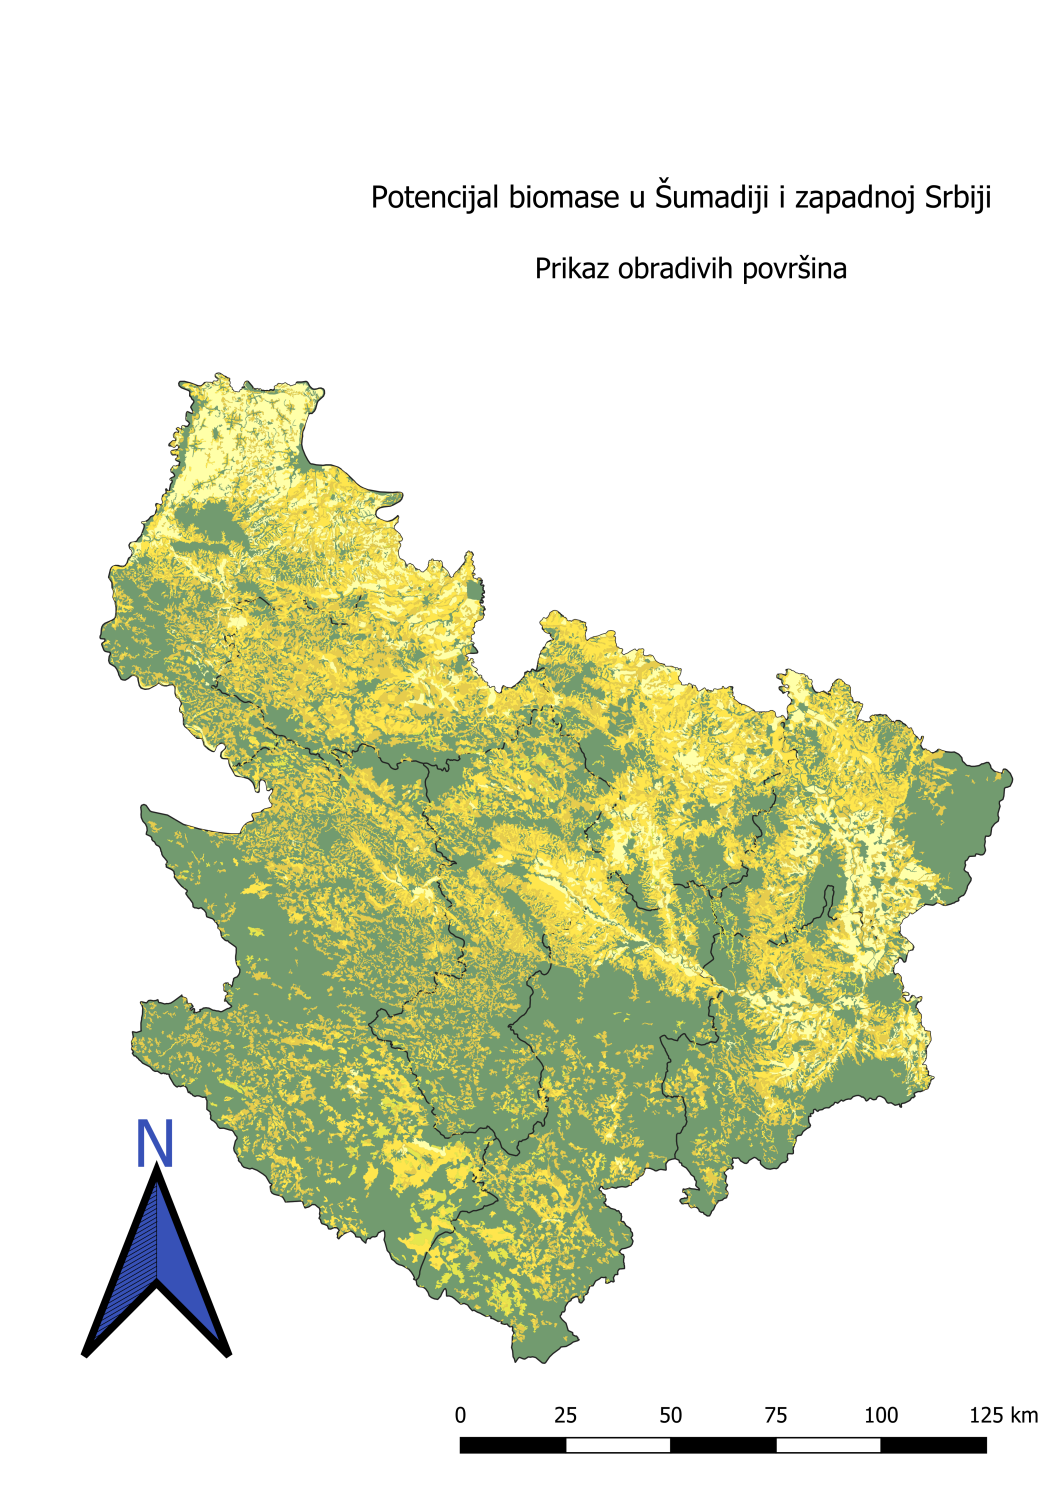 Potencijal biomase u Šumadiji i zapadnoj Srbiji
Prikaz obradivih površina
N
0 25 50 75 100 125 km